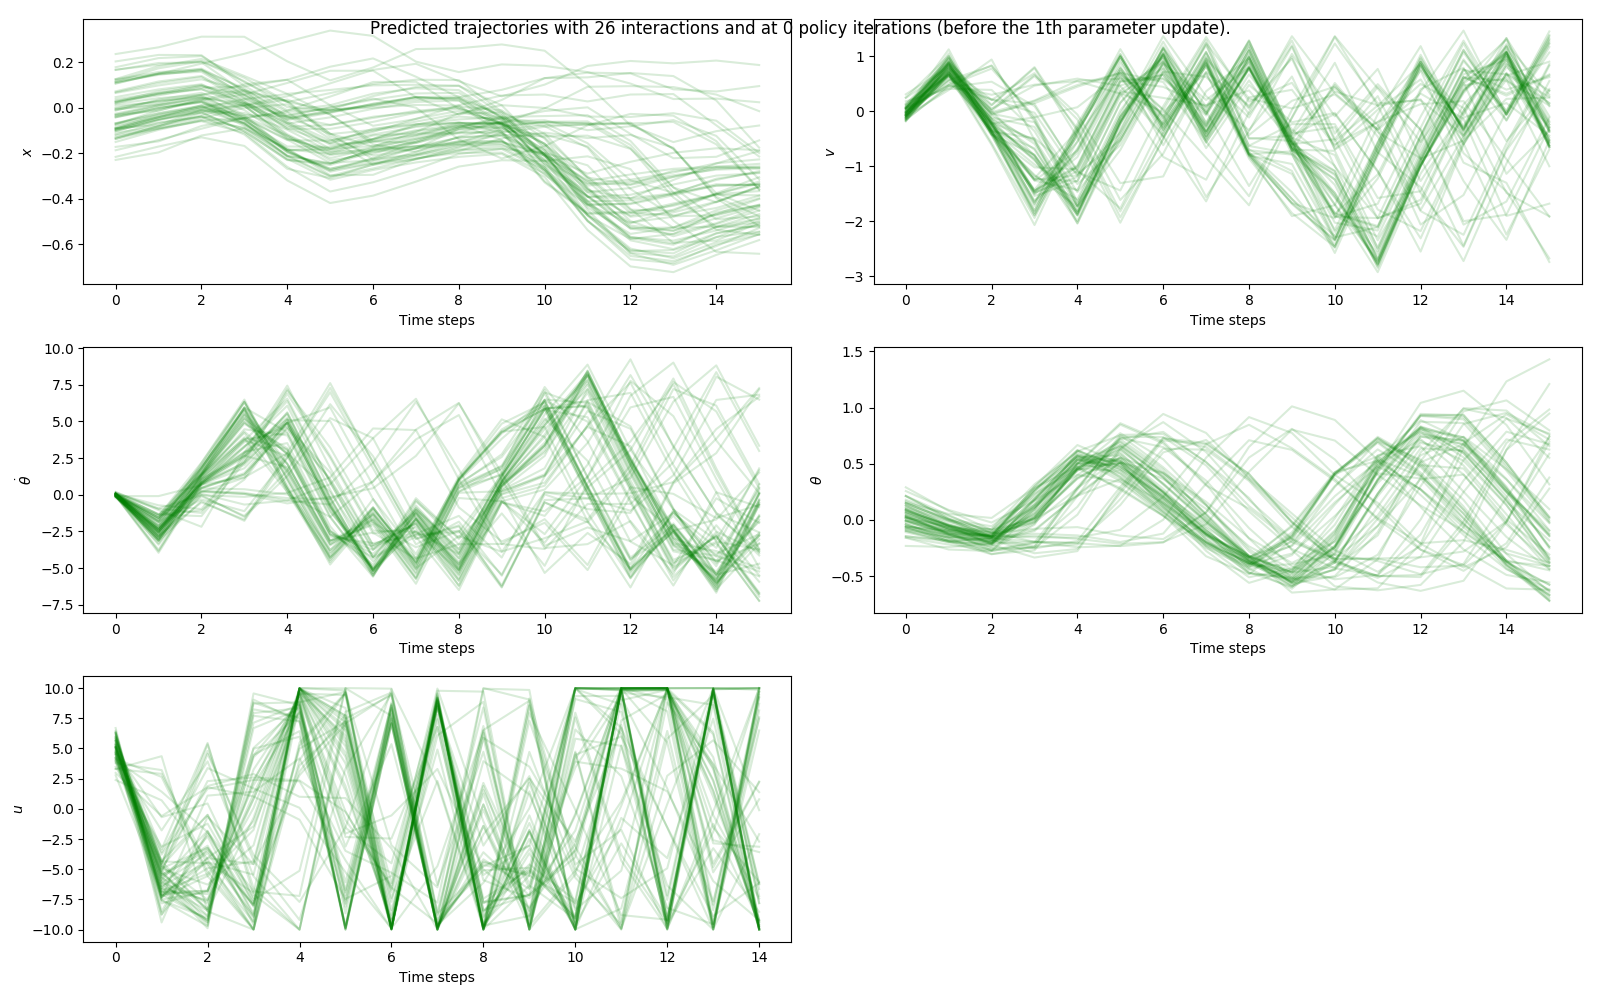 Predicted trajectories with 26 interactions and at 0 policy iterations (before the 1th parameter update).
0.2
0.0
−0.2
−0.4
−0.6
x
0 2 4 6 8 10 12 14
Time steps
1
0
−1
−2
−3
v
0 2 4 6 8 10 12 14
Time steps
10.0
7.5
5.0
2.5
0.0
−2.5
−5.0
−7.5
θ̇
0 2 4 6 8 10 12 14
Time steps
1.5
1.0
0.5
0.0
−0.5
θ
0 2 4 6 8 10 12 14
Time steps
10.0
7.5
5.0
2.5
0.0
−2.5
−5.0
−7.5
−10.0
u
0 2 4 6 8 10 12 14
Time steps